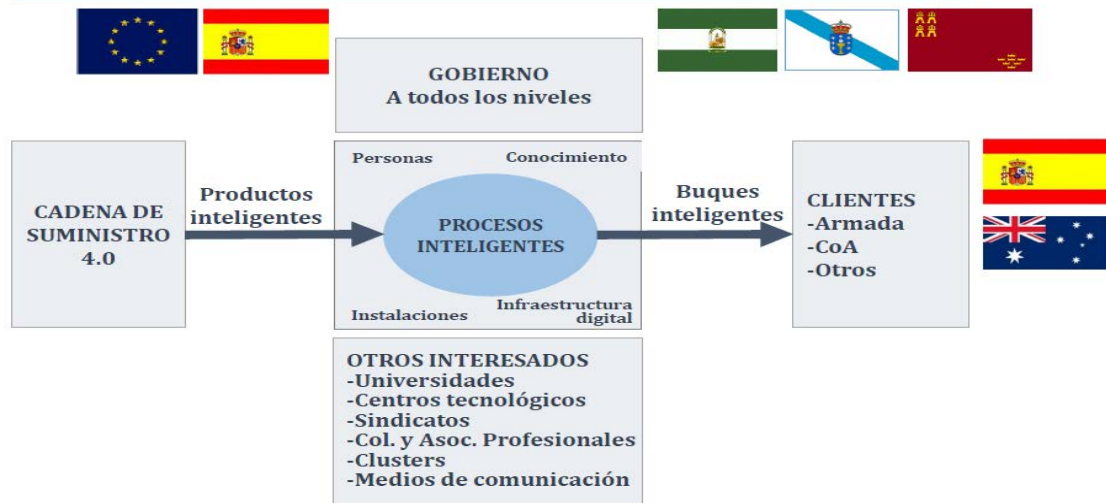 GOBIERNO
A todos los niveles
CADENA DE
SUMINISTRO
4.0
Productos
inteligentes
Personas
Conocimiento
PROCESOS
INTELIGENTES
Instalaciones
Infraestructura
digital
Buques
inteligentes
CLIENTES
-Armada
-CoA
-Otros
OTROS INTERESADOS
-Universidades
-Centros tecnológicos
-Sindicatos
-Col. y Asoc. Profesionales
-Clusters
-Medios de comunicación